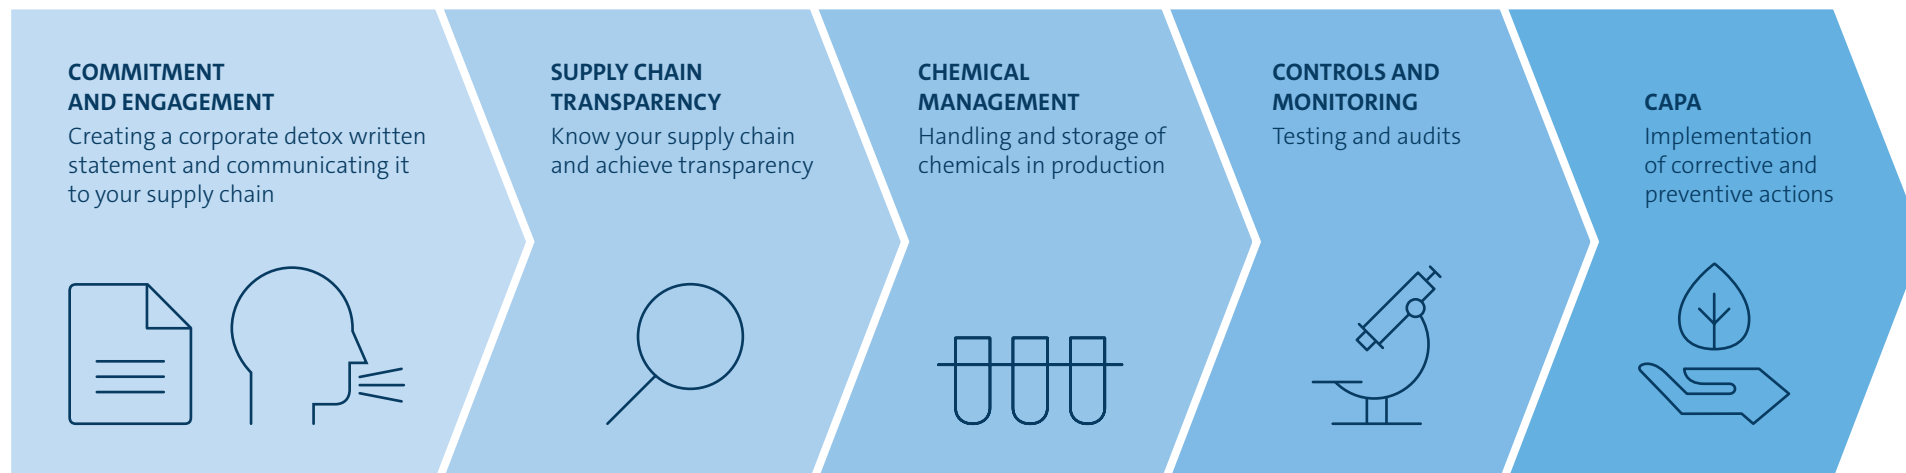 COMMITMENT
AND ENGAGEMENT
Creating a corporate detox written
statement and communicating it
to your supply chain
SUPPLY CHAIN
TRANSPARENCY
Know your supply chain
and achieve transparency
CHEMICAL
MANAGEMENT
Handling and storage of
chemicals in production
CONTROLS AND
MONITORING
Testing and audits
CAPA
Implementation
of corrective and
preventive actions